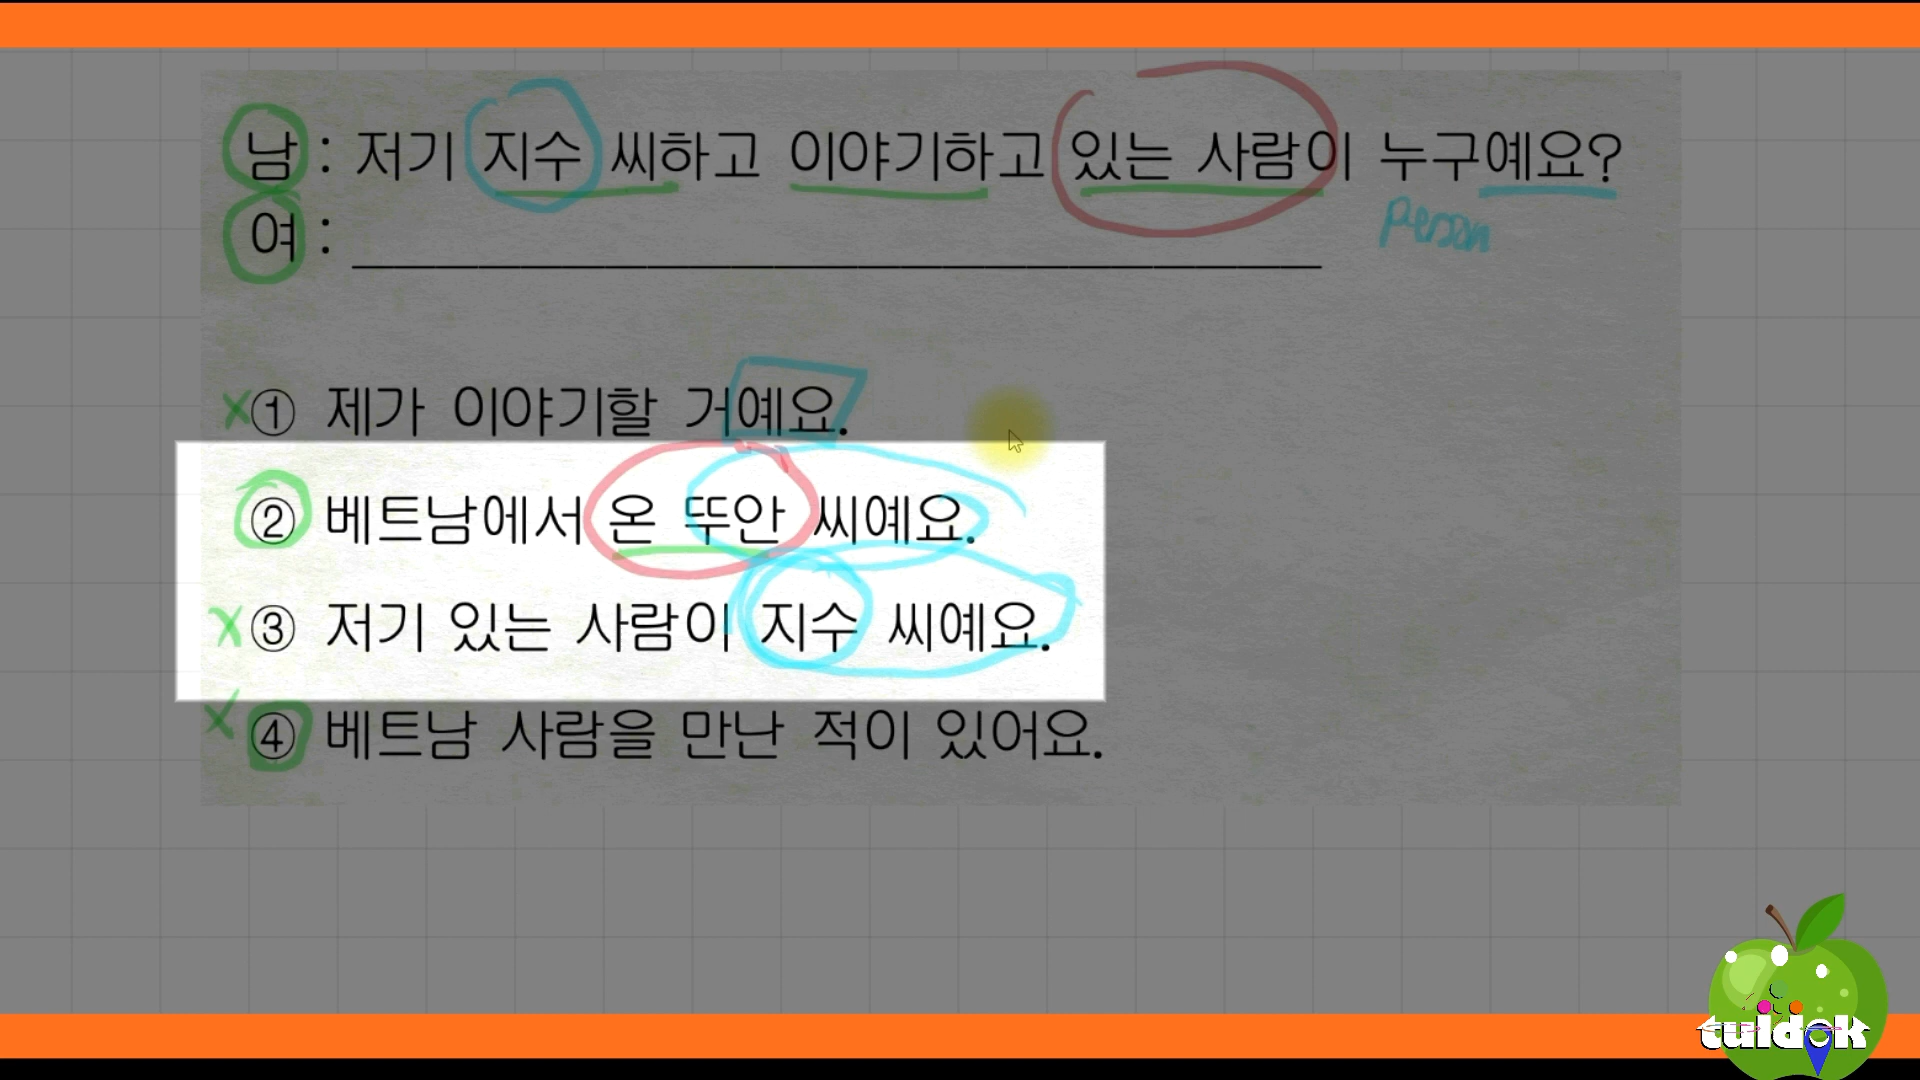 남 : 저기 지수 씨하고 이야기하고 있는 사람이 누구예요?
person
여 : ____________________
X ① 제가 이야기할 거예요.
② 베트남에서 온 뚜안 씨예요.
X ③ 저기 있는 사람이 지수 씨예요.
X ④ 베트남 사람을 만난 적이 있어요.
tuidok